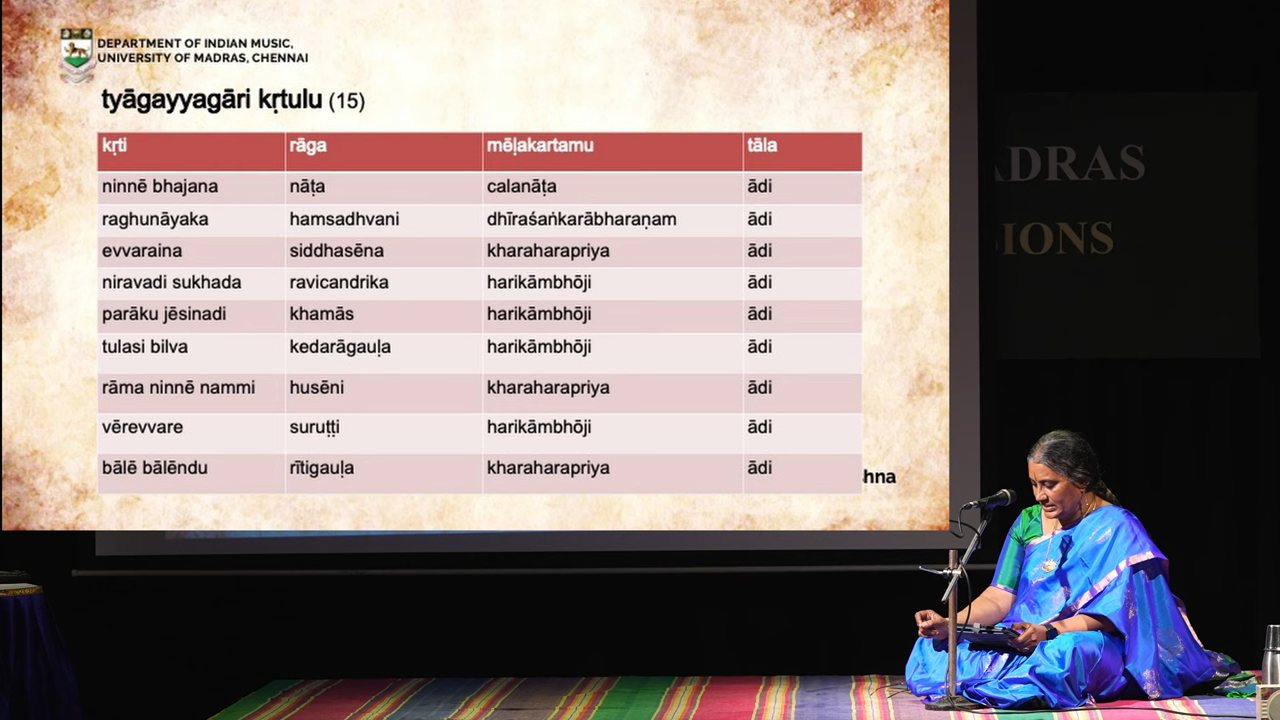 DEPARTMENT OF INDIAN MUSIC,
UNIVERSITY OF MADRAS, CHENNAI
tyāgayyagāri kṛtulu (15)
kṛti rāga mēḷakartamu tāla
ninnē bhajana nāṭa calanāṭa ādi
raghunāyaka hamsadhvani dhīraśaṅkarābharaṇam ādi
evvaraina siddhasēna kharaharapriya ādi
niravadi sukhada ravicandrika harikāmbhōji ādi
parāku jēsinadi khamās harikāmbhōji ādi
tulasi bilva kedarāgauḷa harikāmbhōji ādi
rāma ninnē nammi husēni kharaharapriya ādi
vērevvare suruṭṭi harikāmbhōji ādi
bālē bālēndu rītigauḷa kharaharapriya ādi
hna
ADRAS
IONS